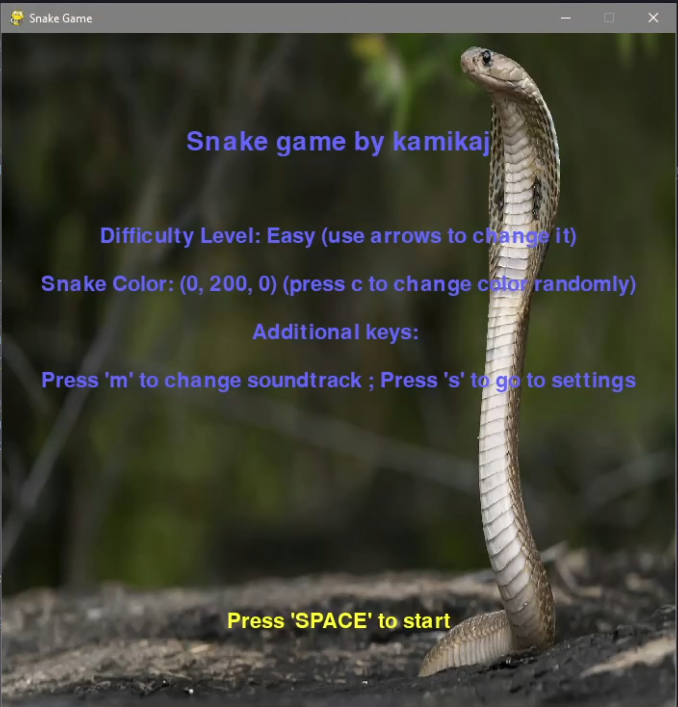 Snake Game
Snake game by kamikaj
Difficulty Level: Easy (use arrows to change it)
Snake Color: (0, 200, 0) (press c to change color randomly)
Additional keys:
Press 'm' to change soundtrack ; Press 's' to go to settings
Press 'SPACE' to start